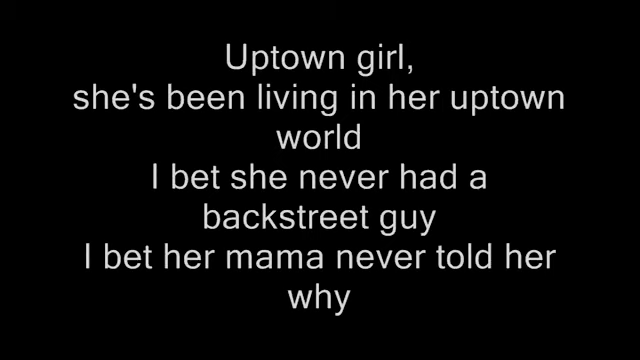 Uptown girl,
she's been living in her uptown
world
I bet she never had a
backstreet guy
I bet her mama never told her
why